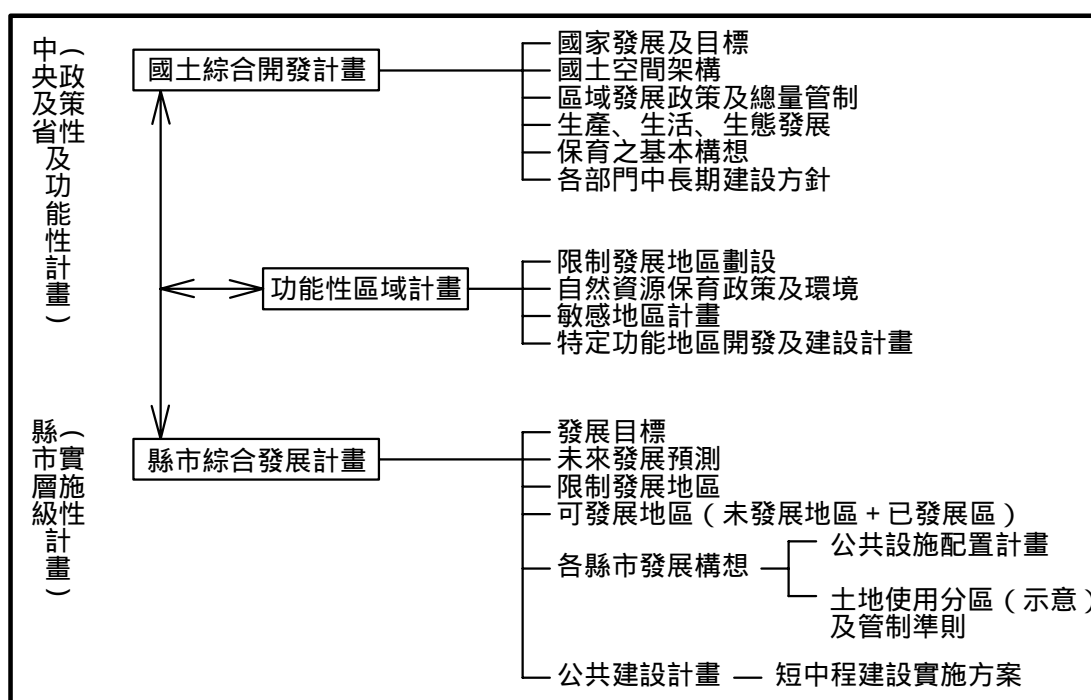 中央及省
（政策性及功能性計畫）
國土綜合開發計畫
國家發展及目標
國土空間架構
區域發展政策及總量管制
生產、生活、生態發展
保育之基本構想
各部門中長期建設方針
功能性區域計畫
限制發展地區劃設
自然資源保育政策及環境
敏感地區計畫
特定功能地區開發及建設計畫
縣市層級
（實施性計畫）
縣市綜合發展計畫
發展目標
未來發展預測
限制發展地區
可發展地區（未發展地區+已發展區）
各縣市發展構想
公共設施配置計畫
土地使用分區（示意）
及管制準則
公共建設計畫
短中程建設實施方案